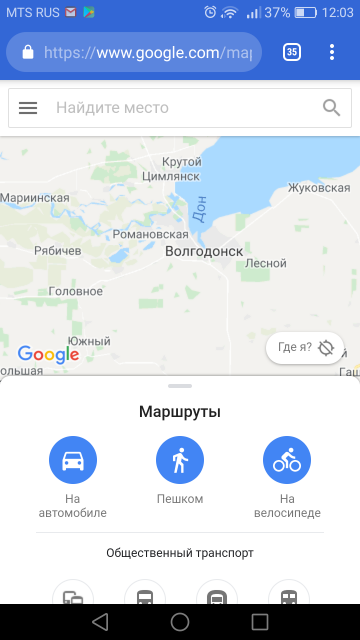 MTS RUS 37% 12:03
https://www.google.com/map
35
Найдите место
Крутой
Цимлянск
Мариинская
Жуковская
Дон
Романовская
Рябичев
Волгодонск
Лесной
Головное
Южный
Google
Где я?
ольшая
Гаш
Маршруты
На автомобиле
Пешком
На велосипеде
Общественный транспорт